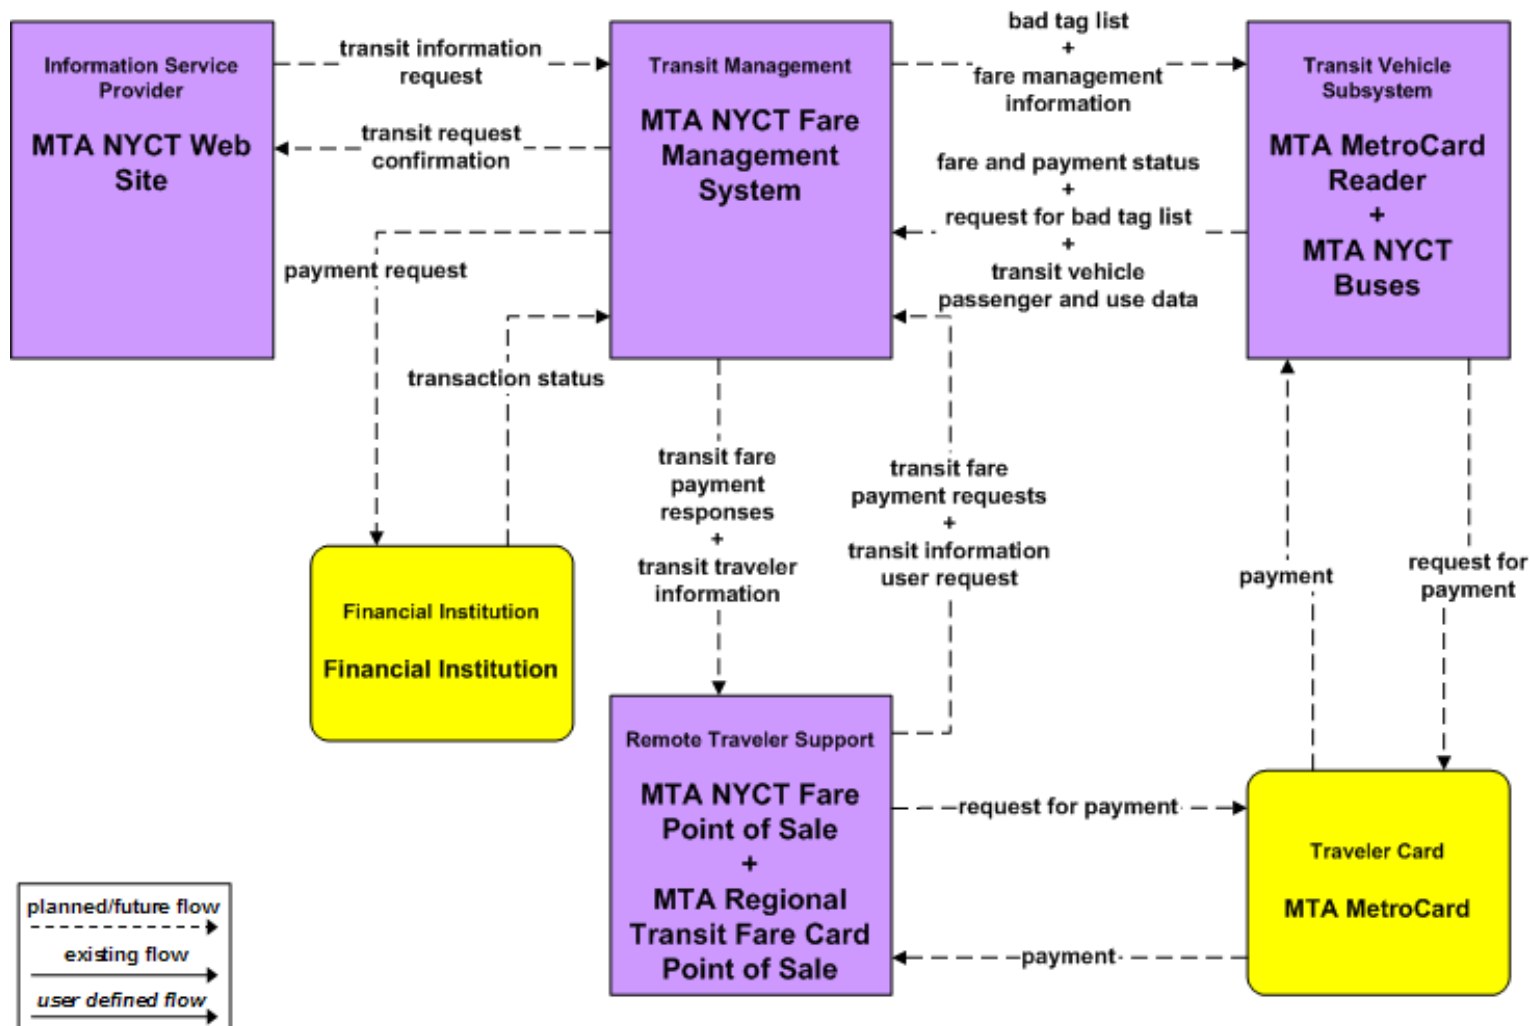 Information Service
Provider
MTA NYCT Web
Site
transit information
request
transit request
confirmation
Transit Management
MTA NYCT Fare
Management
System
bad tag list
+
fare management
information
fare and payment status
+
request for bad tag list
+
transit vehicle
passenger and use data
Transit Vehicle
Subsystem
MTA MetroCard
Reader
+
MTA NYCT
Buses
payment request
transaction status
transit fare
payment
responses
+
transit traveler
information
transit fare
payment requests
+
transit information
user request
payment
request for
payment
Financial Institution
Financial Institution
Remote Traveler Support
MTA NYCT Fare
Point of Sale
+
MTA Regional
Transit Fare Card
Point of Sale
request for payment
payment
Traveler Card
MTA MetroCard
planned/future flow
existing flow
user defined flow